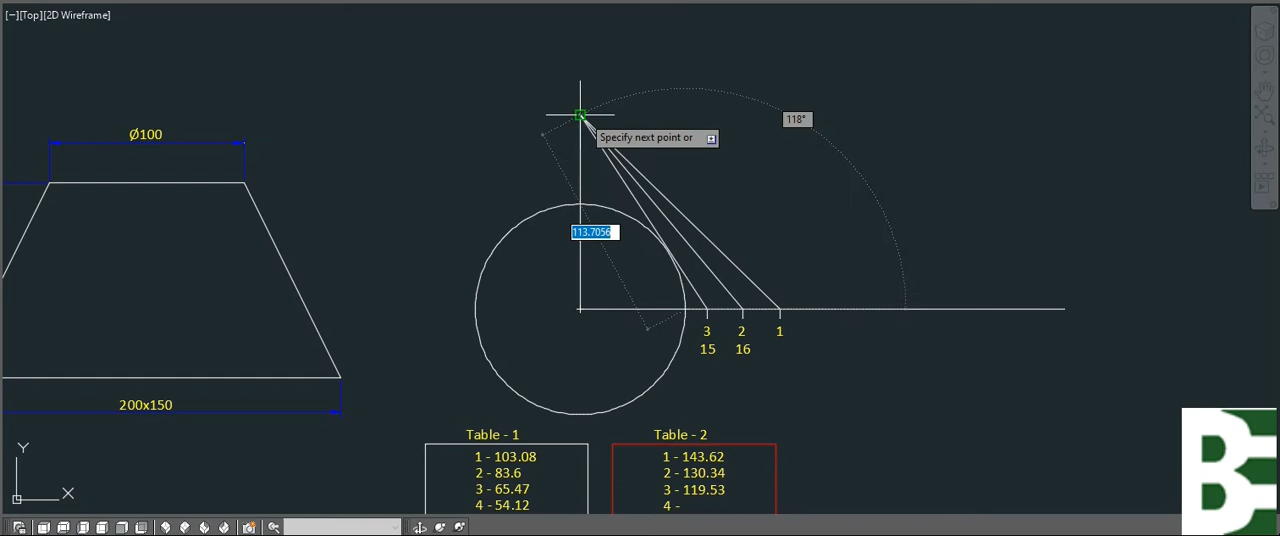 [−][Top][2D Wireframe]
Ø100
118°
Specify next point or
113.7056
3 2 1
15 16
200x150
Table - 1 Table - 2
1 - 103.08 1 - 143.62
2 - 83.6 2 - 130.34
3 - 65.47 3 - 119.53
4 - 54.12 4 -
Y
X
BE